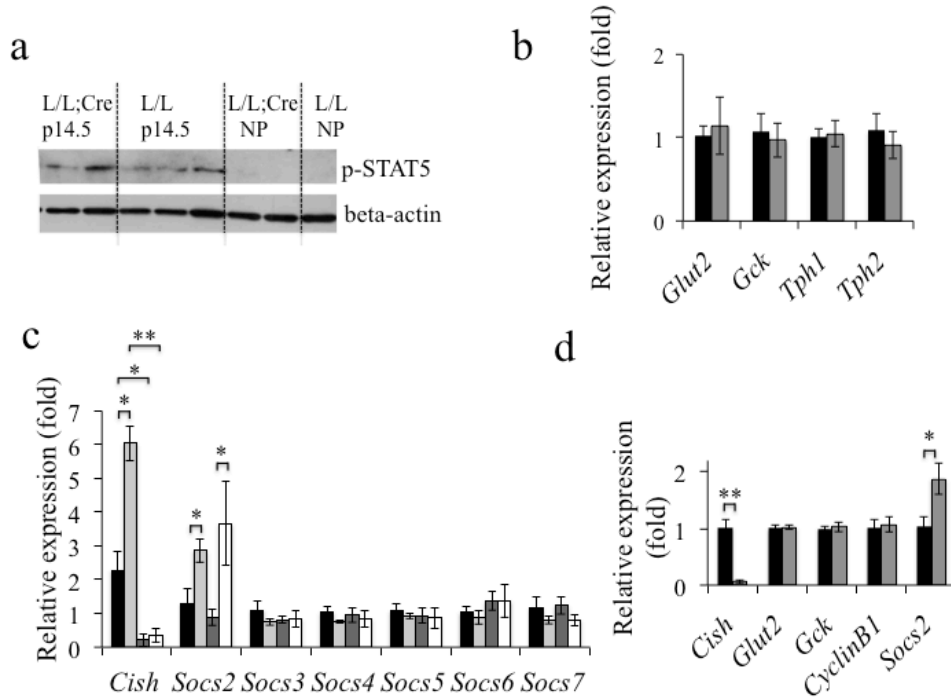 a
L/L;Cre L/L L/L;Cre L/L
p14.5 p14.5 NP NP
p-STAT5
beta-actin
b
Relative expression (fold)
2
1
0
Glut2 Gck Tph1 Tph2
c
Relative expression (fold)
7
6
5
4
3
2
1
0
**
*
*
*
*
Cish Socs2 Socs3 Socs4 Socs5 Socs6 Socs7
d
Relative expression
(fold)
2
1
0
**
*
Cish Glut2 Gck CyclinB1 Socs2